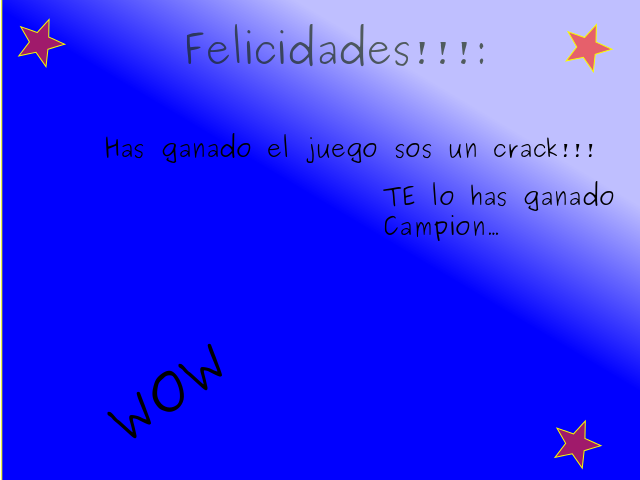 Felicidades!!!:
Has ganado el juego sos un crack!!!
TE lo has ganado
Campion...
WOW